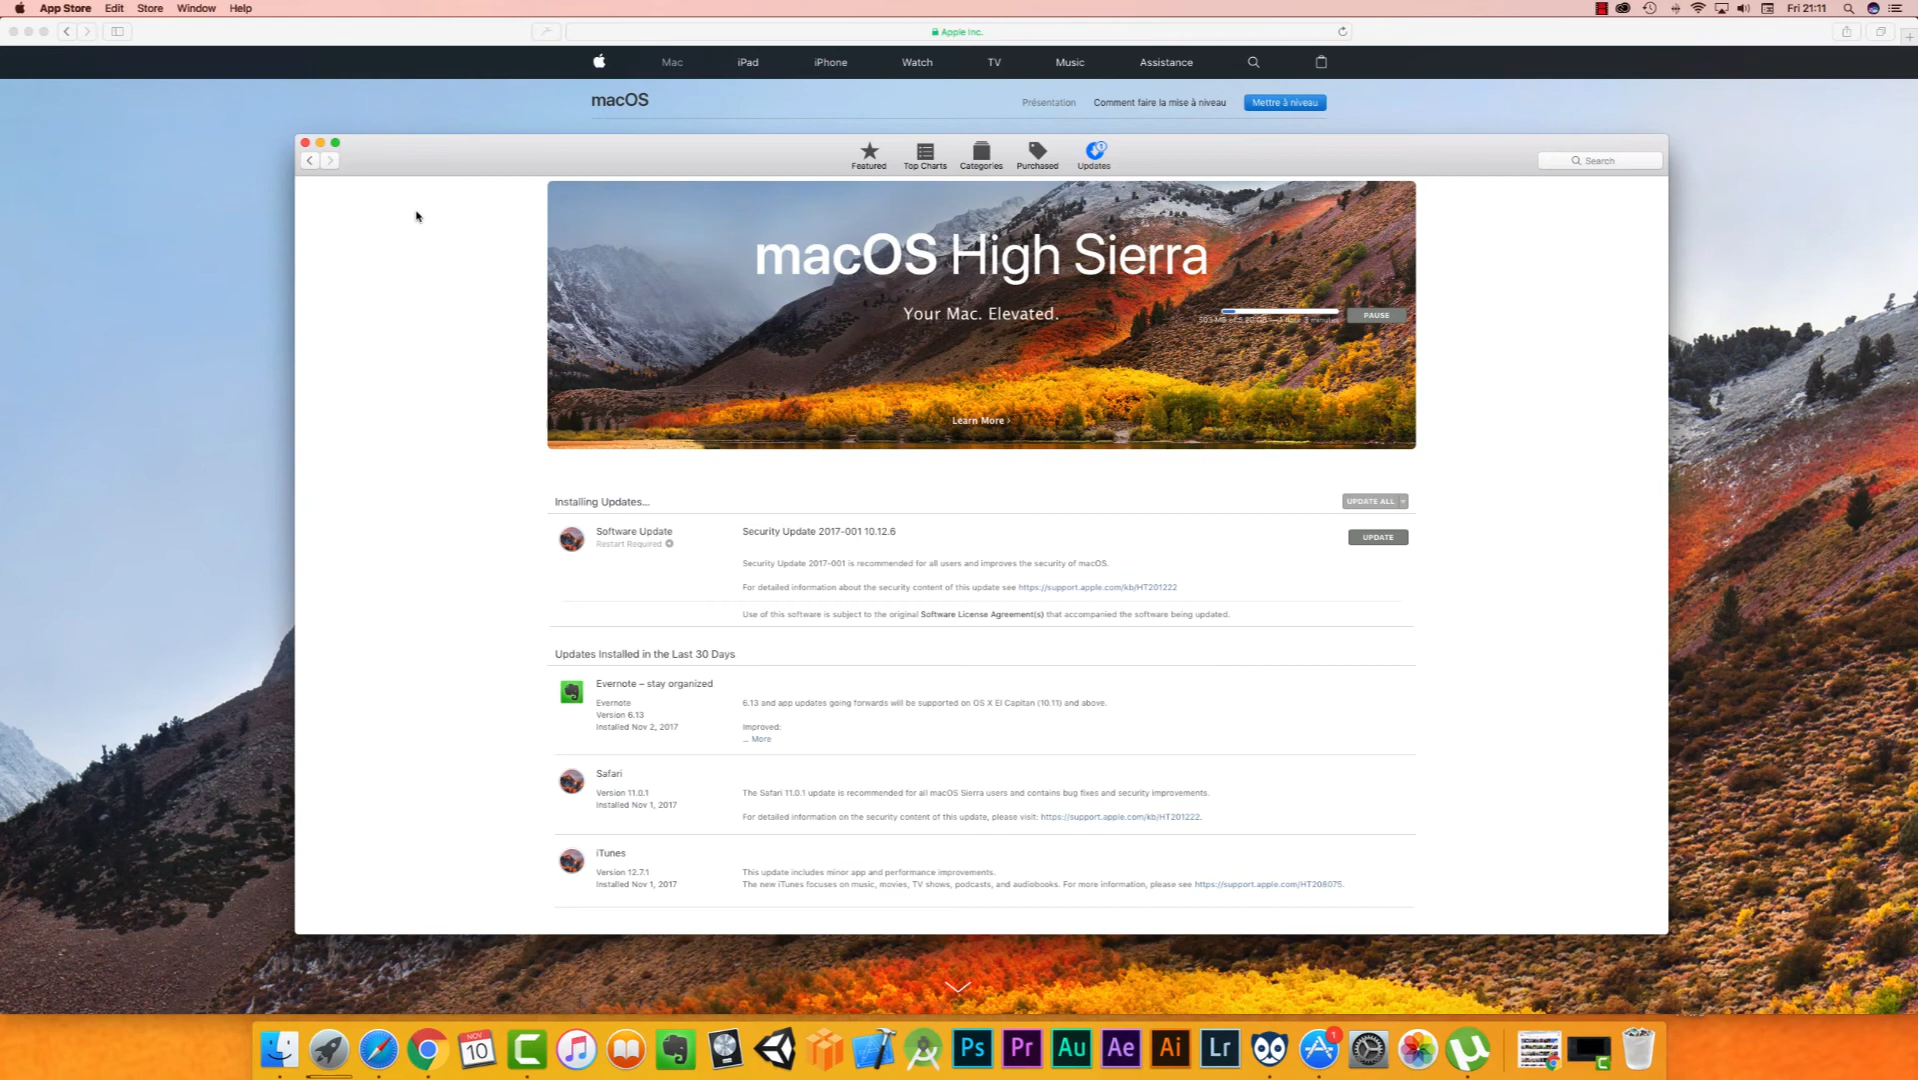 App Store Edit Store Window Help
Fri 21:11
Apple Inc.
Mac iPad iPhone Watch TV Music Assistance
macOS
Présentation Comment faire la mise à niveau Mettre à niveau
Featured Top Charts Categories Purchased Updates
1
Search
macOS High Sierra
Your Mac. Elevated.
3 minutes
PAUSE
Learn More ›
Installing Updates...
UPDATE ALL
Software Update
Restart Required
Security Update 2017-001 10.12.6
UPDATE
Security Update 2017-001 is recommended for all users and improves the security of macOS.
For detailed information about the security content of this update see https://support.apple.com/kb/HT201222
Use of this software is subject to the original Software License Agreement(s) that accompanied the software being updated.
Updates Installed in the Last 30 Days
Evernote – stay organized
Evernote
Version 6.13
Installed Nov 2, 2017
6.13 and app updates going forwards will be supported on OS X El Capitan (10.11) and above.
Improved:
... More
Safari
Version 11.0.1
Installed Nov 1, 2017
The Safari 11.0.1 update is recommended for all macOS Sierra users and contains bug fixes and security improvements.
For detailed information on the security content of this update, please visit: https://support.apple.com/kb/HT201222.
iTunes
Version 12.7.1
Installed Nov 1, 2017
This update includes minor app and performance improvements.
The new iTunes focuses on music, movies, TV shows, podcasts, and audiobooks. For more information, please see https://support.apple.com/HT208075.
NOV
10
Ps Pr Au Ae Ai Lr
1